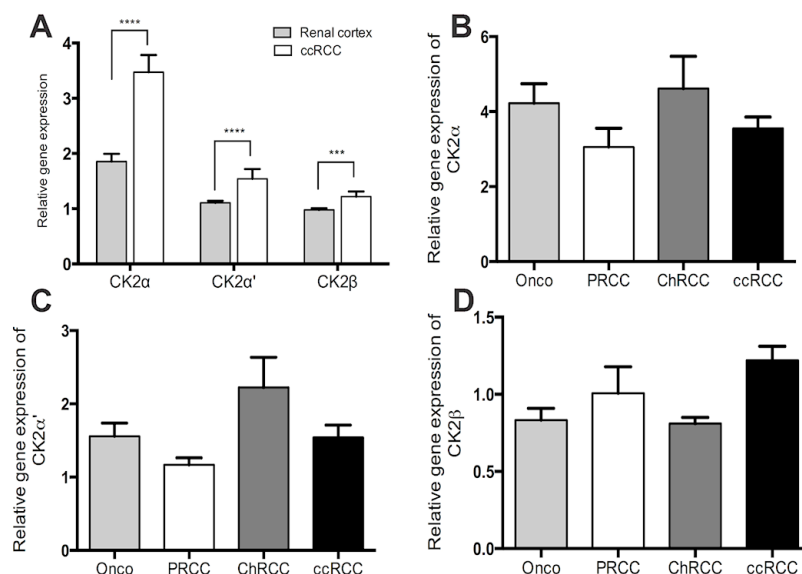 A
****
Renal cortex
ccRCC
Relative gene expression
4
3
2
1
0
****
***
CK2α
CK2α'
CK2β
B
Relative gene expression of
CK2α
6
4
2
0
Onco
PRCC
ChRCC
ccRCC
C
Relative gene expression of
CK2α'
3
2
1
0
Onco
PRCC
ChRCC
ccRCC
D
Relative gene expression of
CK2β
1.5
1.0
0.5
0.0
Onco
PRCC
ChRCC
ccRCC